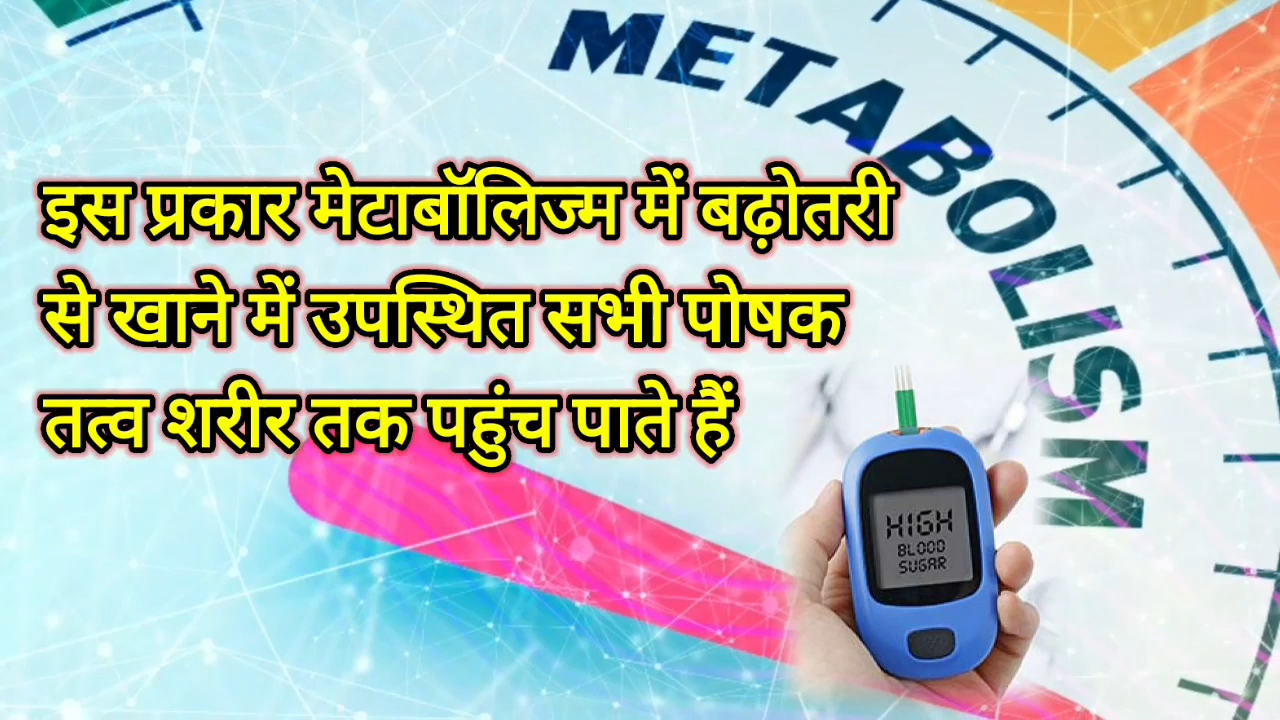 METABOLISM
इस प्रकार मेटाबॉलिज्म में बढ़ोतरी
से खाने में उपस्थित सभी पोषक
तत्व शरीर तक पहुंच पाते हैं
HIGH
BLOOD
SUGAR